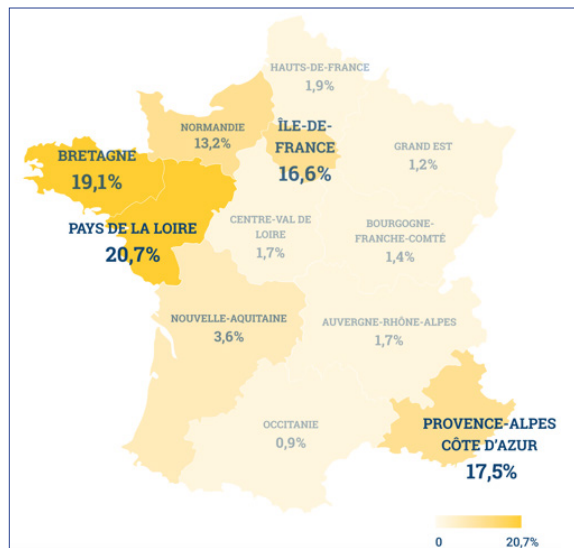 HAUTS-DE-FRANCE
1,9%
NORMANDIE
13,2%
ÎLE-DE-
FRANCE
16,6%
GRAND EST
1,2%
BRETAGNE
19,1%
PAYS DE LA LOIRE
20,7%
CENTRE-VAL DE
LOIRE
1,7%
BOURGOGNE-
FRANCHE-COMTÉ
1,4%
NOUVELLE-AQUITAINE
3,6%
AUVERGNE-RHÔNE-ALPES
1,7%
OCCITANIE
0,9%
PROVENCE-ALPES
CÔTE D'AZUR
17,5%
0
20,7%